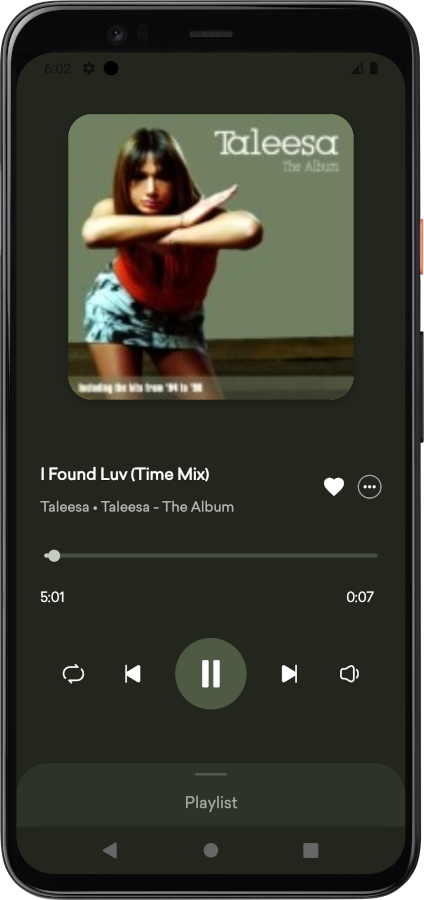 6:02
Taleesa
The Album
including the hits from '94 to '98
I Found Luv (Time Mix)
Taleesa • Taleesa - The Album
5:01 0:07
Playlist